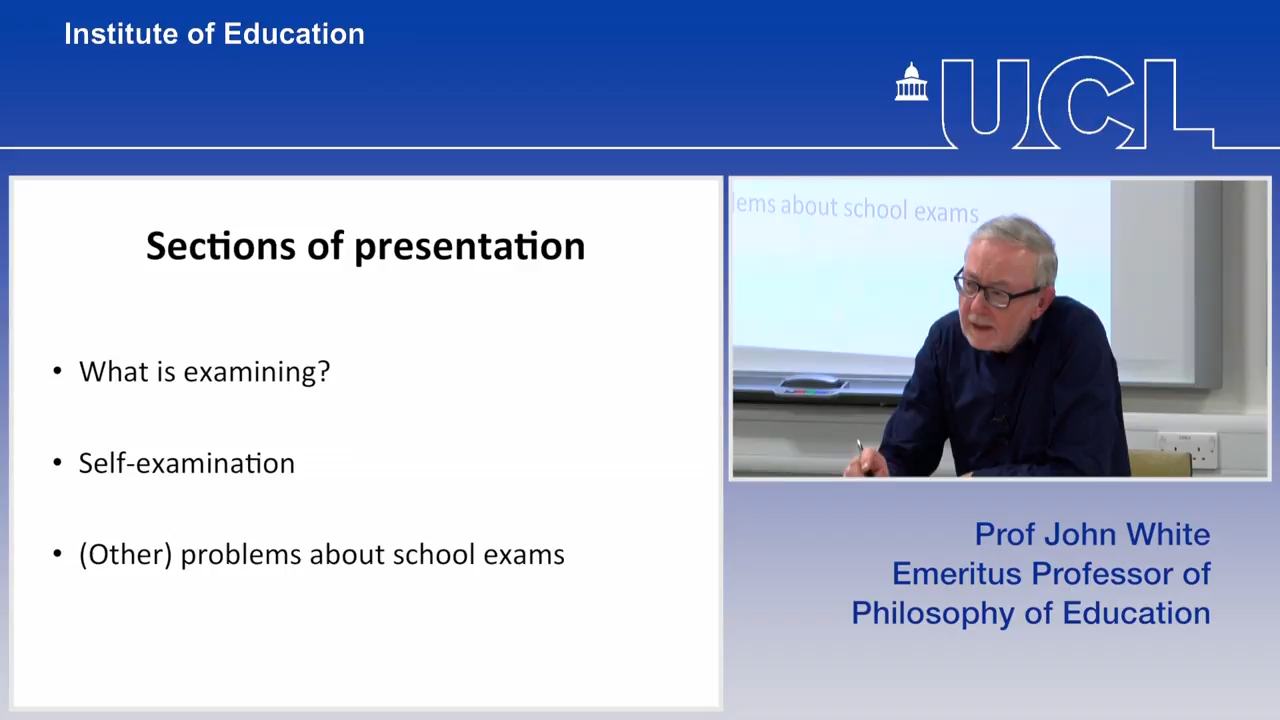 Institute of Education
UCL
Sections of presentation
• What is examining?
• Self-examination
• (Other) problems about school exams
lems about school exams
Prof John White
Emeritus Professor of
Philosophy of Education